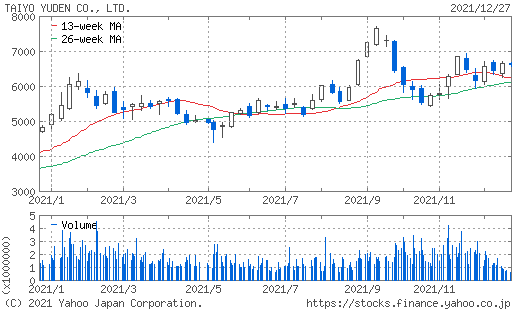 TAIYO YUDEN CO., LTD. 2021/12/27
8000
13-week MA
26-week MA
7000
6000
5000
4000
3000
2021/1 2021/3 2021/5 2021/7 2021/9 2021/11
5
Volume
4
3
2
1
0
(x1000000)
2021/1 2021/3 2021/5 2021/7 2021/9 2021/11
(C) 2021 Yahoo Japan Corporation. https://stocks.finance.yahoo.co.jp